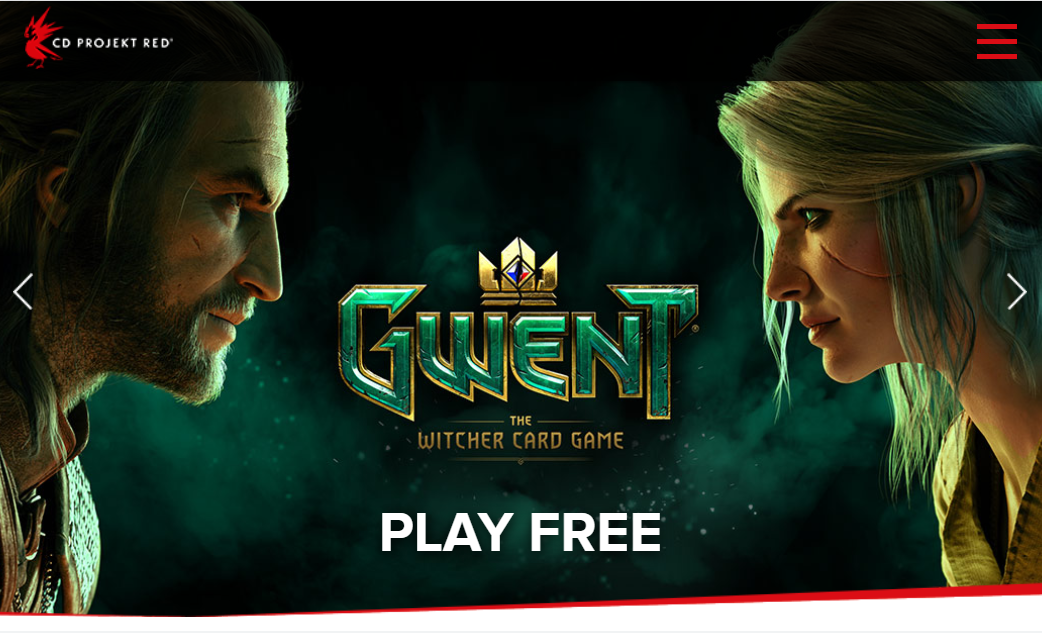 CD PROJEKT RED®
GWENT®
THE
WITCHER CARD GAME
PLAY FREE